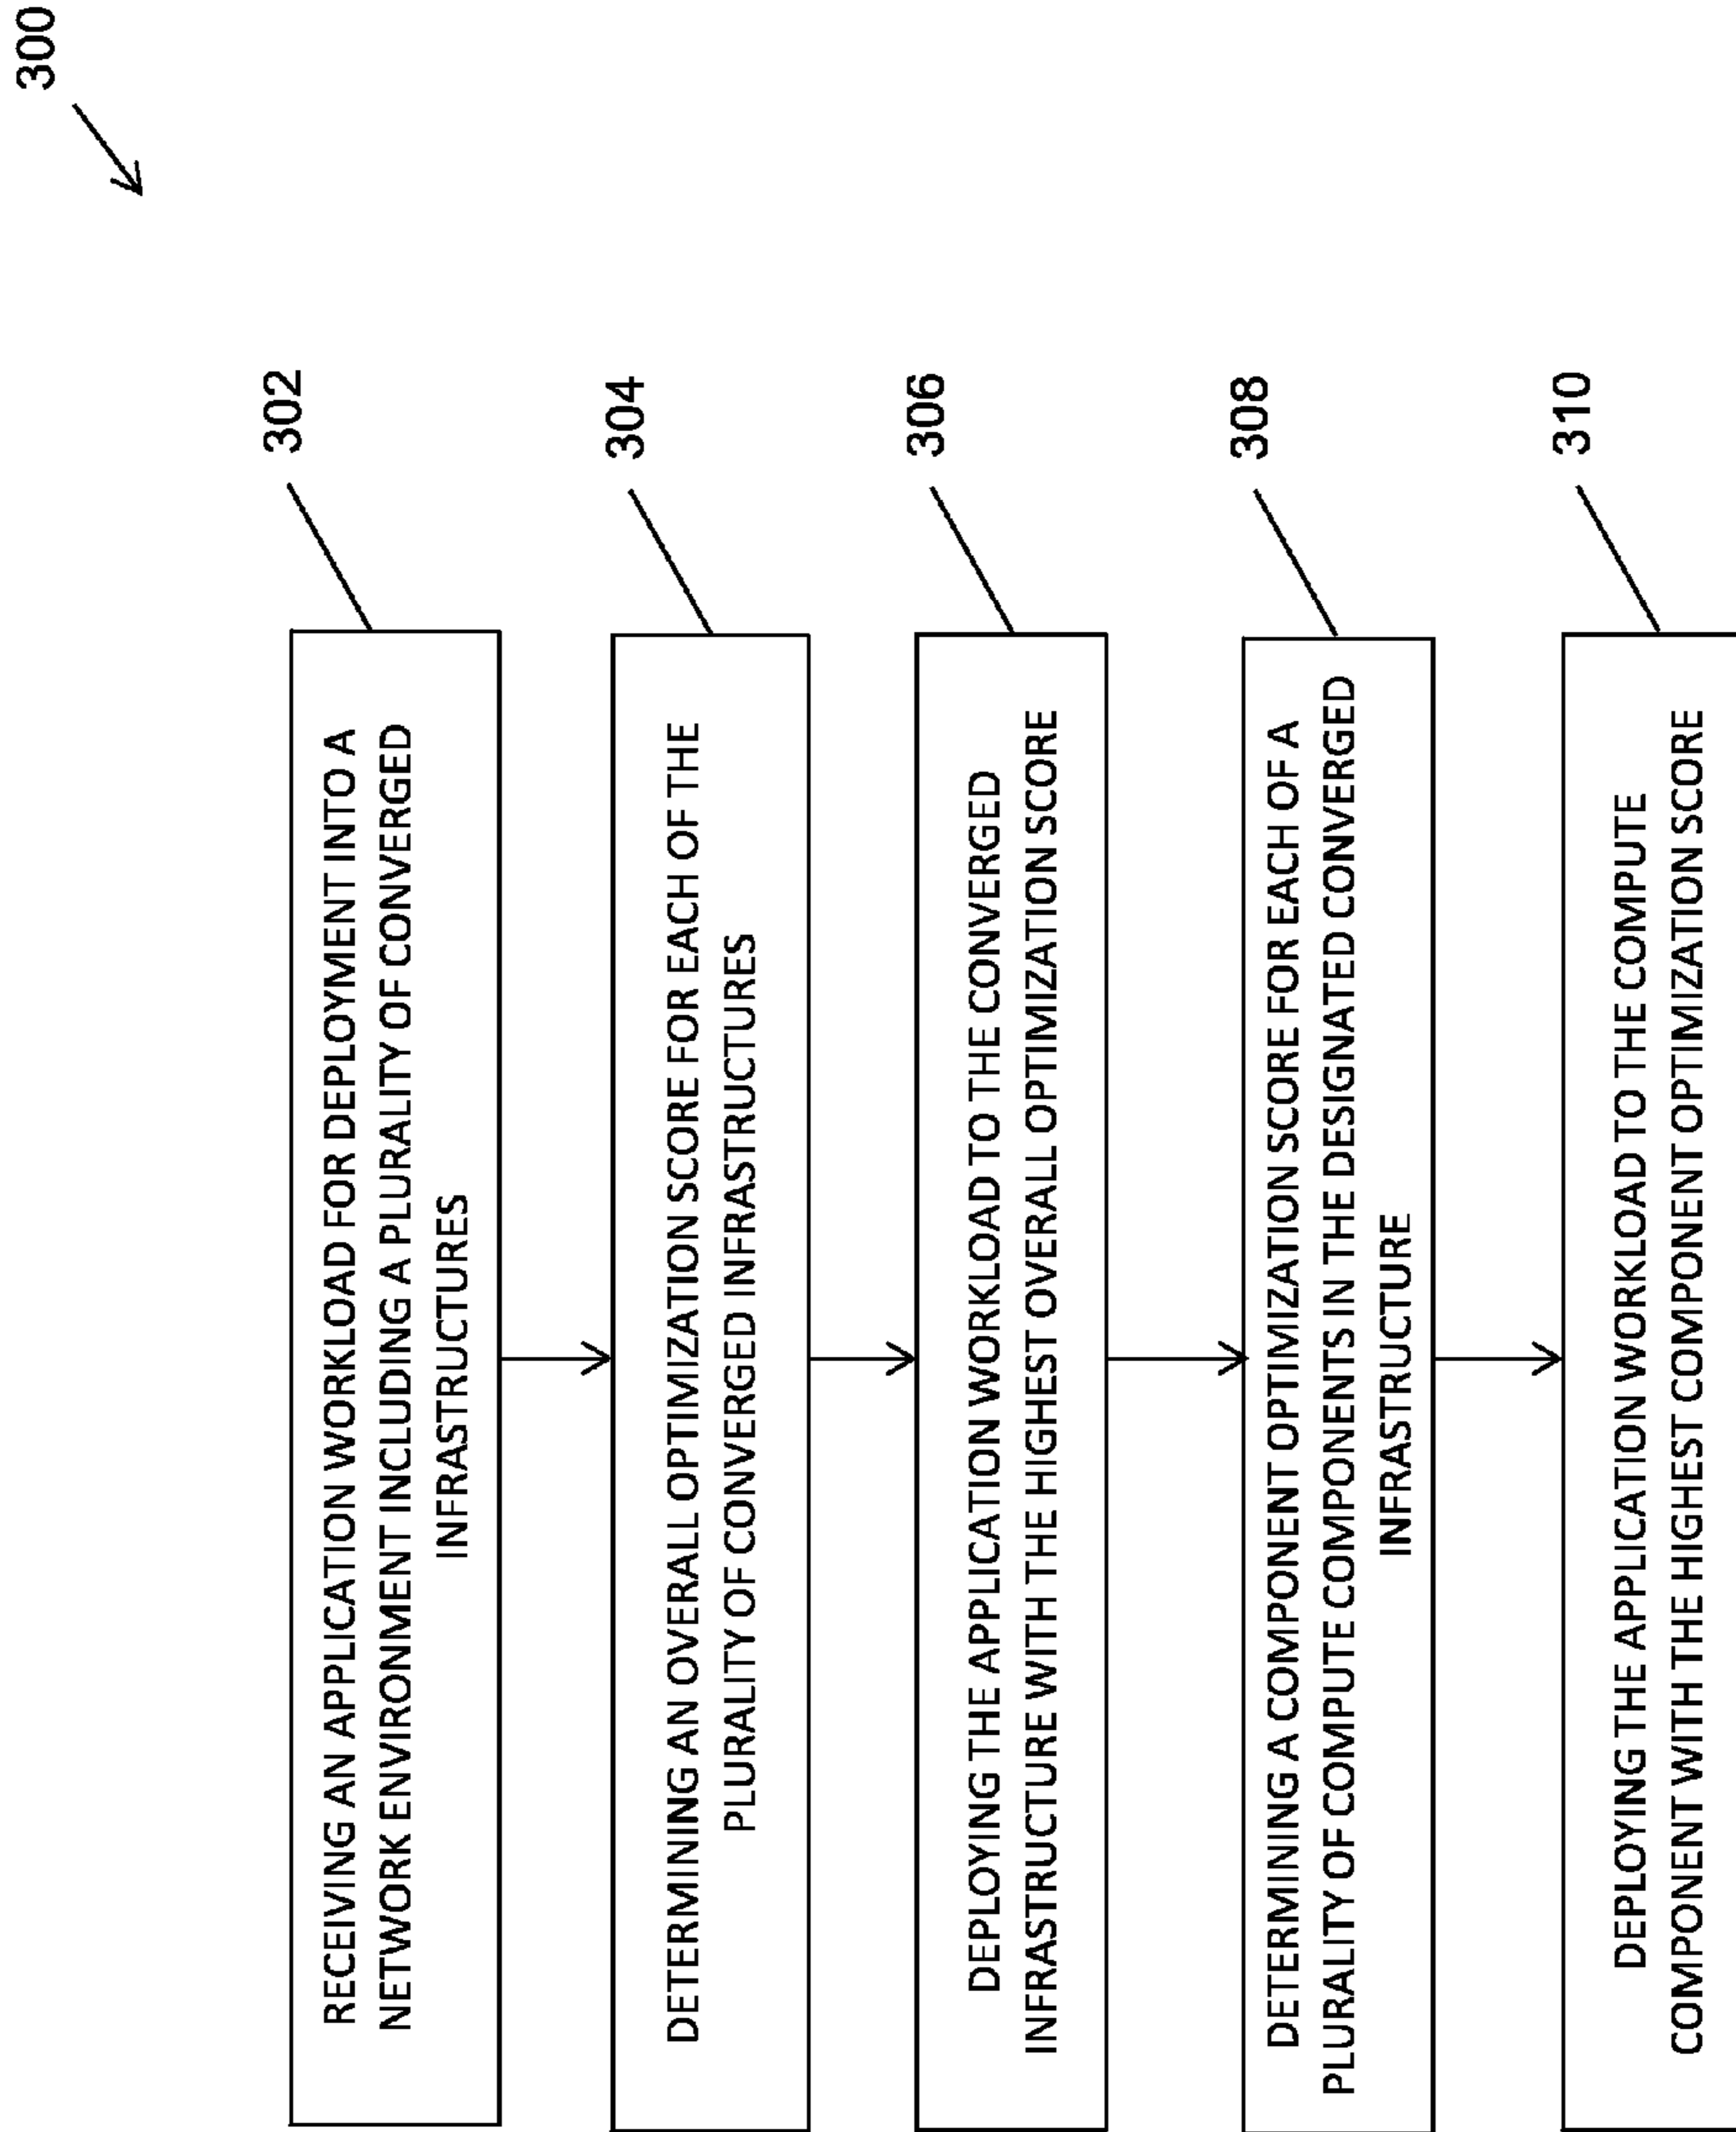 300
302
RECEIVING AN APPLICATION WORKLOAD FOR DEPLOYMENT INTO A
NETWORK ENVIRONMENT INCLUDING A PLURALITY OF CONVERGED
INFRASTRUCTURES
304
DETERMINING AN OVERALL OPTIMIZATION SCORE FOR EACH OF THE
PLURALITY OF CONVERGED INFRASTRUCTURES
306
DEPLOYING THE APPLICATION WORKLOAD TO THE CONVERGED
INFRASTRUCTURE WITH THE HIGHEST OVERALL OPTIMIZATION SCORE
308
DETERMINING A COMPONENT OPTIMIZATION SCORE FOR EACH OF A
PLURALITY OF COMPUTE COMPONENTS IN THE DESIGNATED CONVERGED
INFRASTRUCTURE
310
DEPLOYING THE APPLICATION WORKLOAD TO THE COMPUTE
COMPONENT WITH THE HIGHEST COMPONENT OPTIMIZATION SCORE